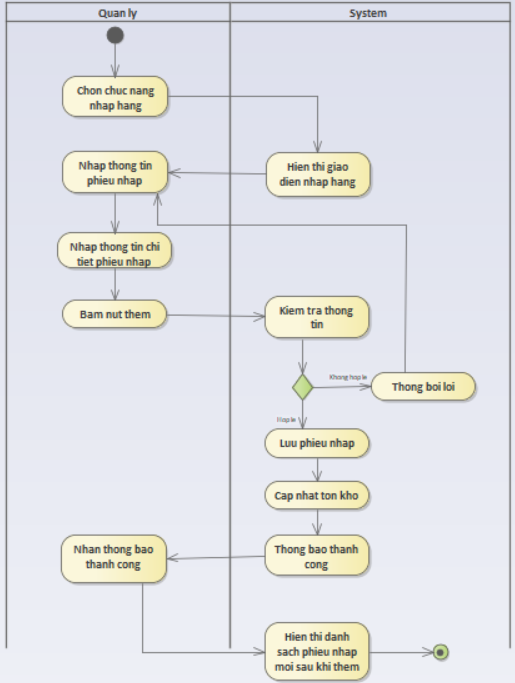 Quan ly
System
Chon chuc nang
nhap hang
Nhap thong tin
phieu nhap
Hien thi giao
dien nhap hang
Nhap thong tin chi
tiet phieu nhap
Bam nut them
Kiem tra thong
tin
Khong hop le
Thong boi loi
Hop le
Luu phieu nhap
Cap nhat ton kho
Nhan thong bao
thanh cong
Thong bao thanh
cong
Hien thi danh
sach phieu nhap
moi sau khi them